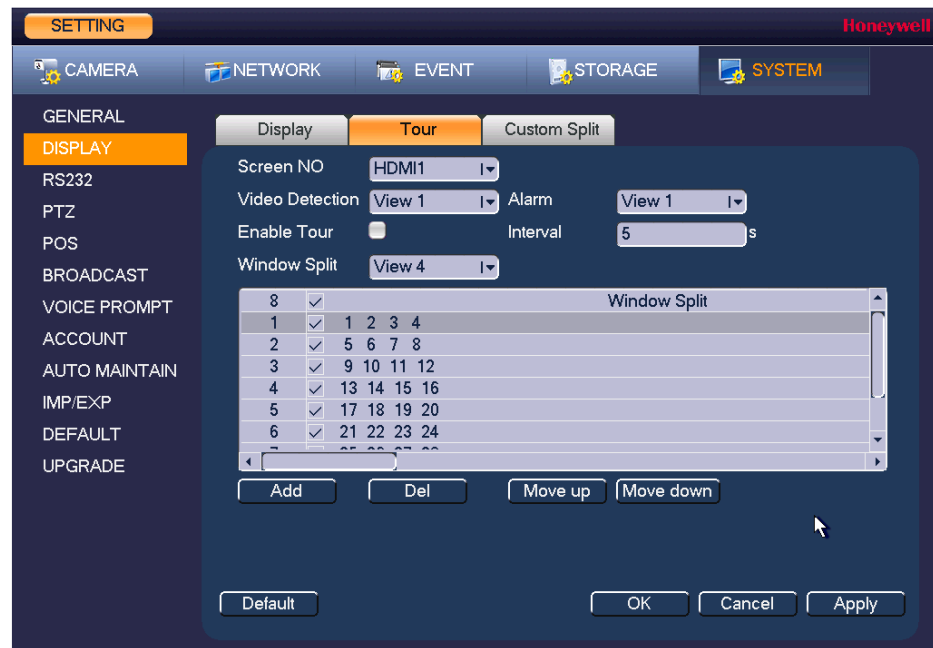 SETTING
Honeywell
CAMERA NETWORK EVENT STORAGE SYSTEM
GENERAL
DISPLAY
RS232
PTZ
POS
BROADCAST
VOICE PROMPT
ACCOUNT
AUTO MAINTAIN
IMP/EXP
DEFAULT
UPGRADE
Display Tour Custom Split
Screen NO HDMI1
Video Detection View 1 Alarm View 1
Enable Tour Interval 5 s
Window Split View 4
8 Window Split
1 1 2 3 4
2 5 6 7 8
3 9 10 11 12
4 13 14 15 16
5 17 18 19 20
6 21 22 23 24
Add Del Move up Move down
Default OK Cancel Apply